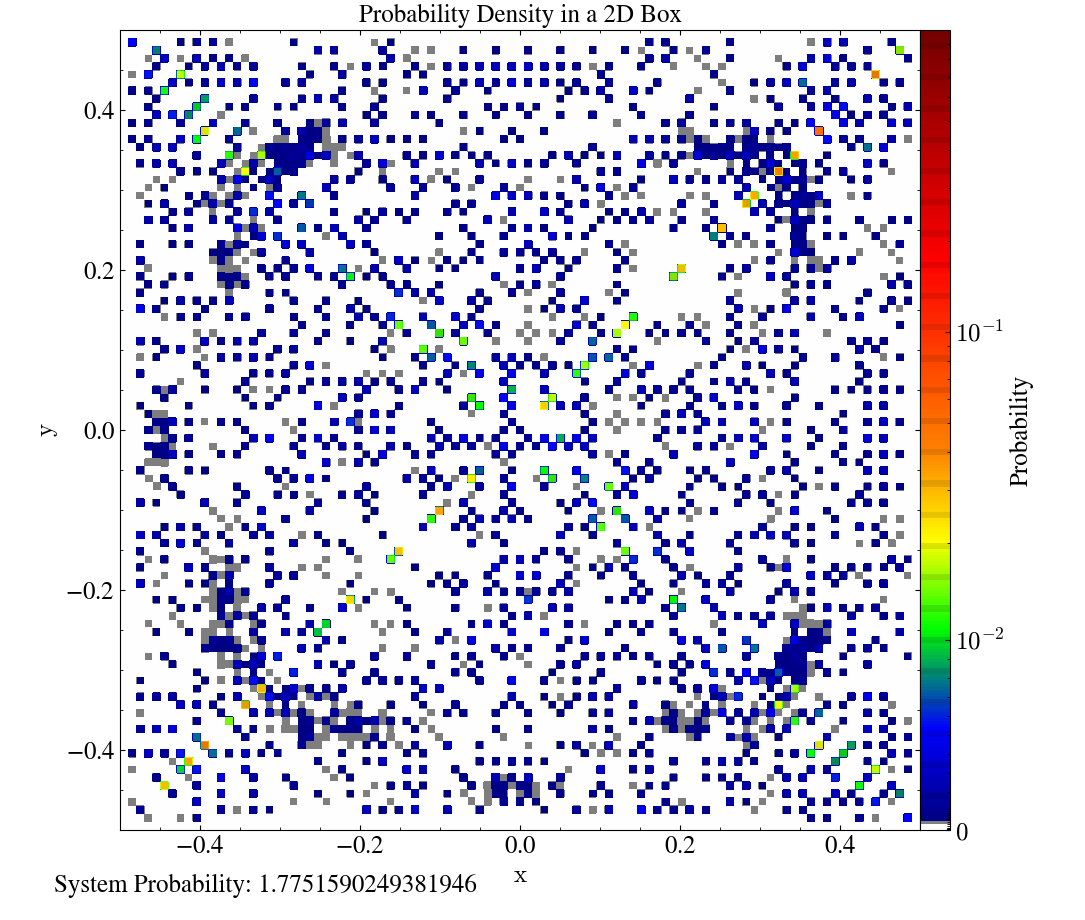 Probability Density in a 2D Box
0.4
0.2
0.0
−0.2
−0.4
y
−0.4 −0.2 0.0 0.2 0.4
x
10−1
10−2
0
Probability
System Probability: 1.7751590249381946